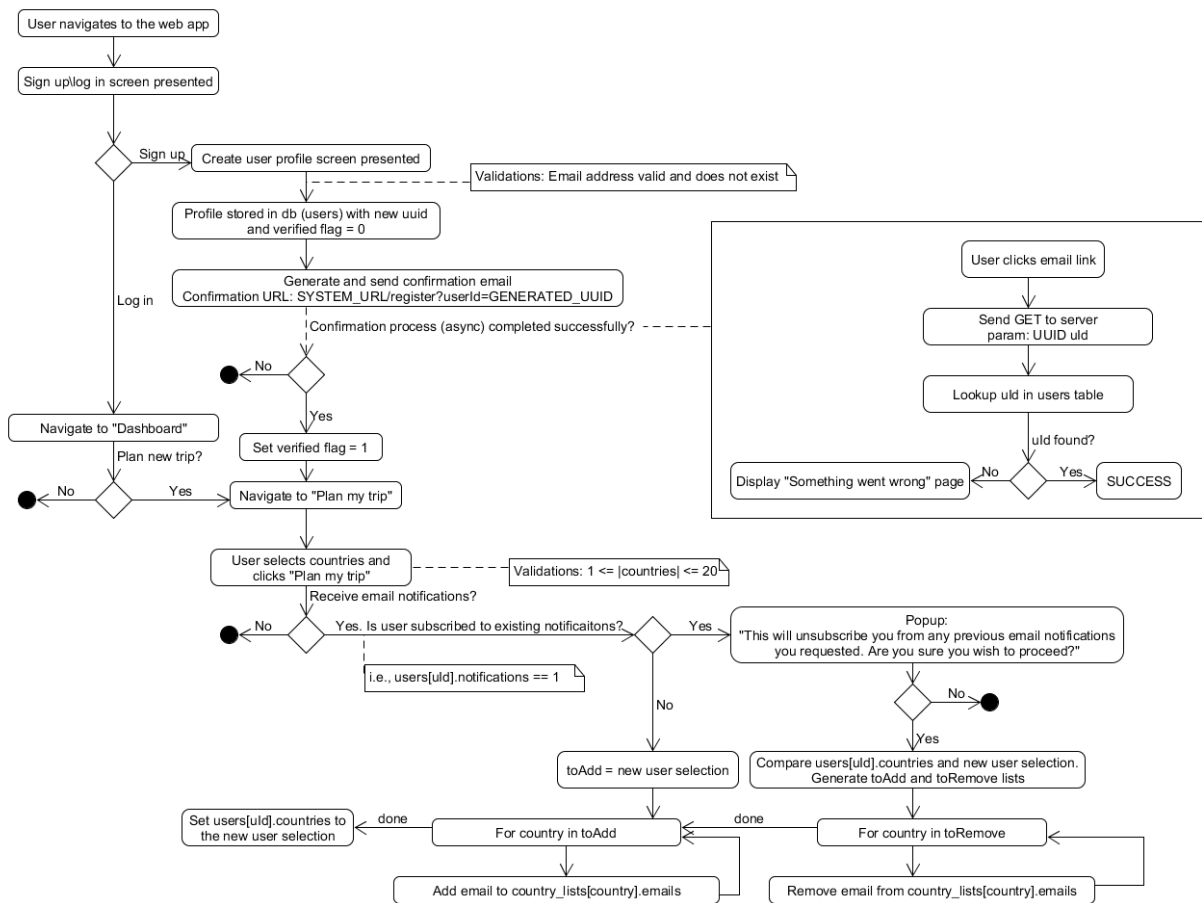 User navigates to the web app
Sign up\log in screen presented
Sign up
Create user profile screen presented
Validations: Email address valid and does not exist
Profile stored in db (users) with new uuid
and verified flag = 0
Generate and send confirmation email
Confirmation URL: SYSTEM_URL/register?userId=GENERATED_UUID
Log in
Confirmation process (async) completed successfully?
No
Yes
Set verified flag = 1
Navigate to "Dashboard"
Plan new trip?
No
Yes
Navigate to "Plan my trip"
User clicks email link
Send GET to server
param: UUID uId
Lookup uId in users table
uId found?
No
Yes
Display "Something went wrong" page
SUCCESS
User selects countries and
clicks "Plan my trip"
Validations: 1 <= |countries| <= 20
Receive email notifications?
No
Yes. Is user subscribed to existing notificaitons?
i.e., users[uId].notifications == 1
Yes
Popup:
"This will unsubscribe you from any previous email notifications
you requested. Are you sure you wish to proceed?"
No
No
Yes
toAdd = new user selection
Compare users[uId].countries and new user selection.
Generate toAdd and toRemove lists
Set users[uId].countries to
the new user selection
done
For country in toAdd
done
For country in toRemove
Add email to country_lists[country].emails
Remove email from country_lists[country].emails